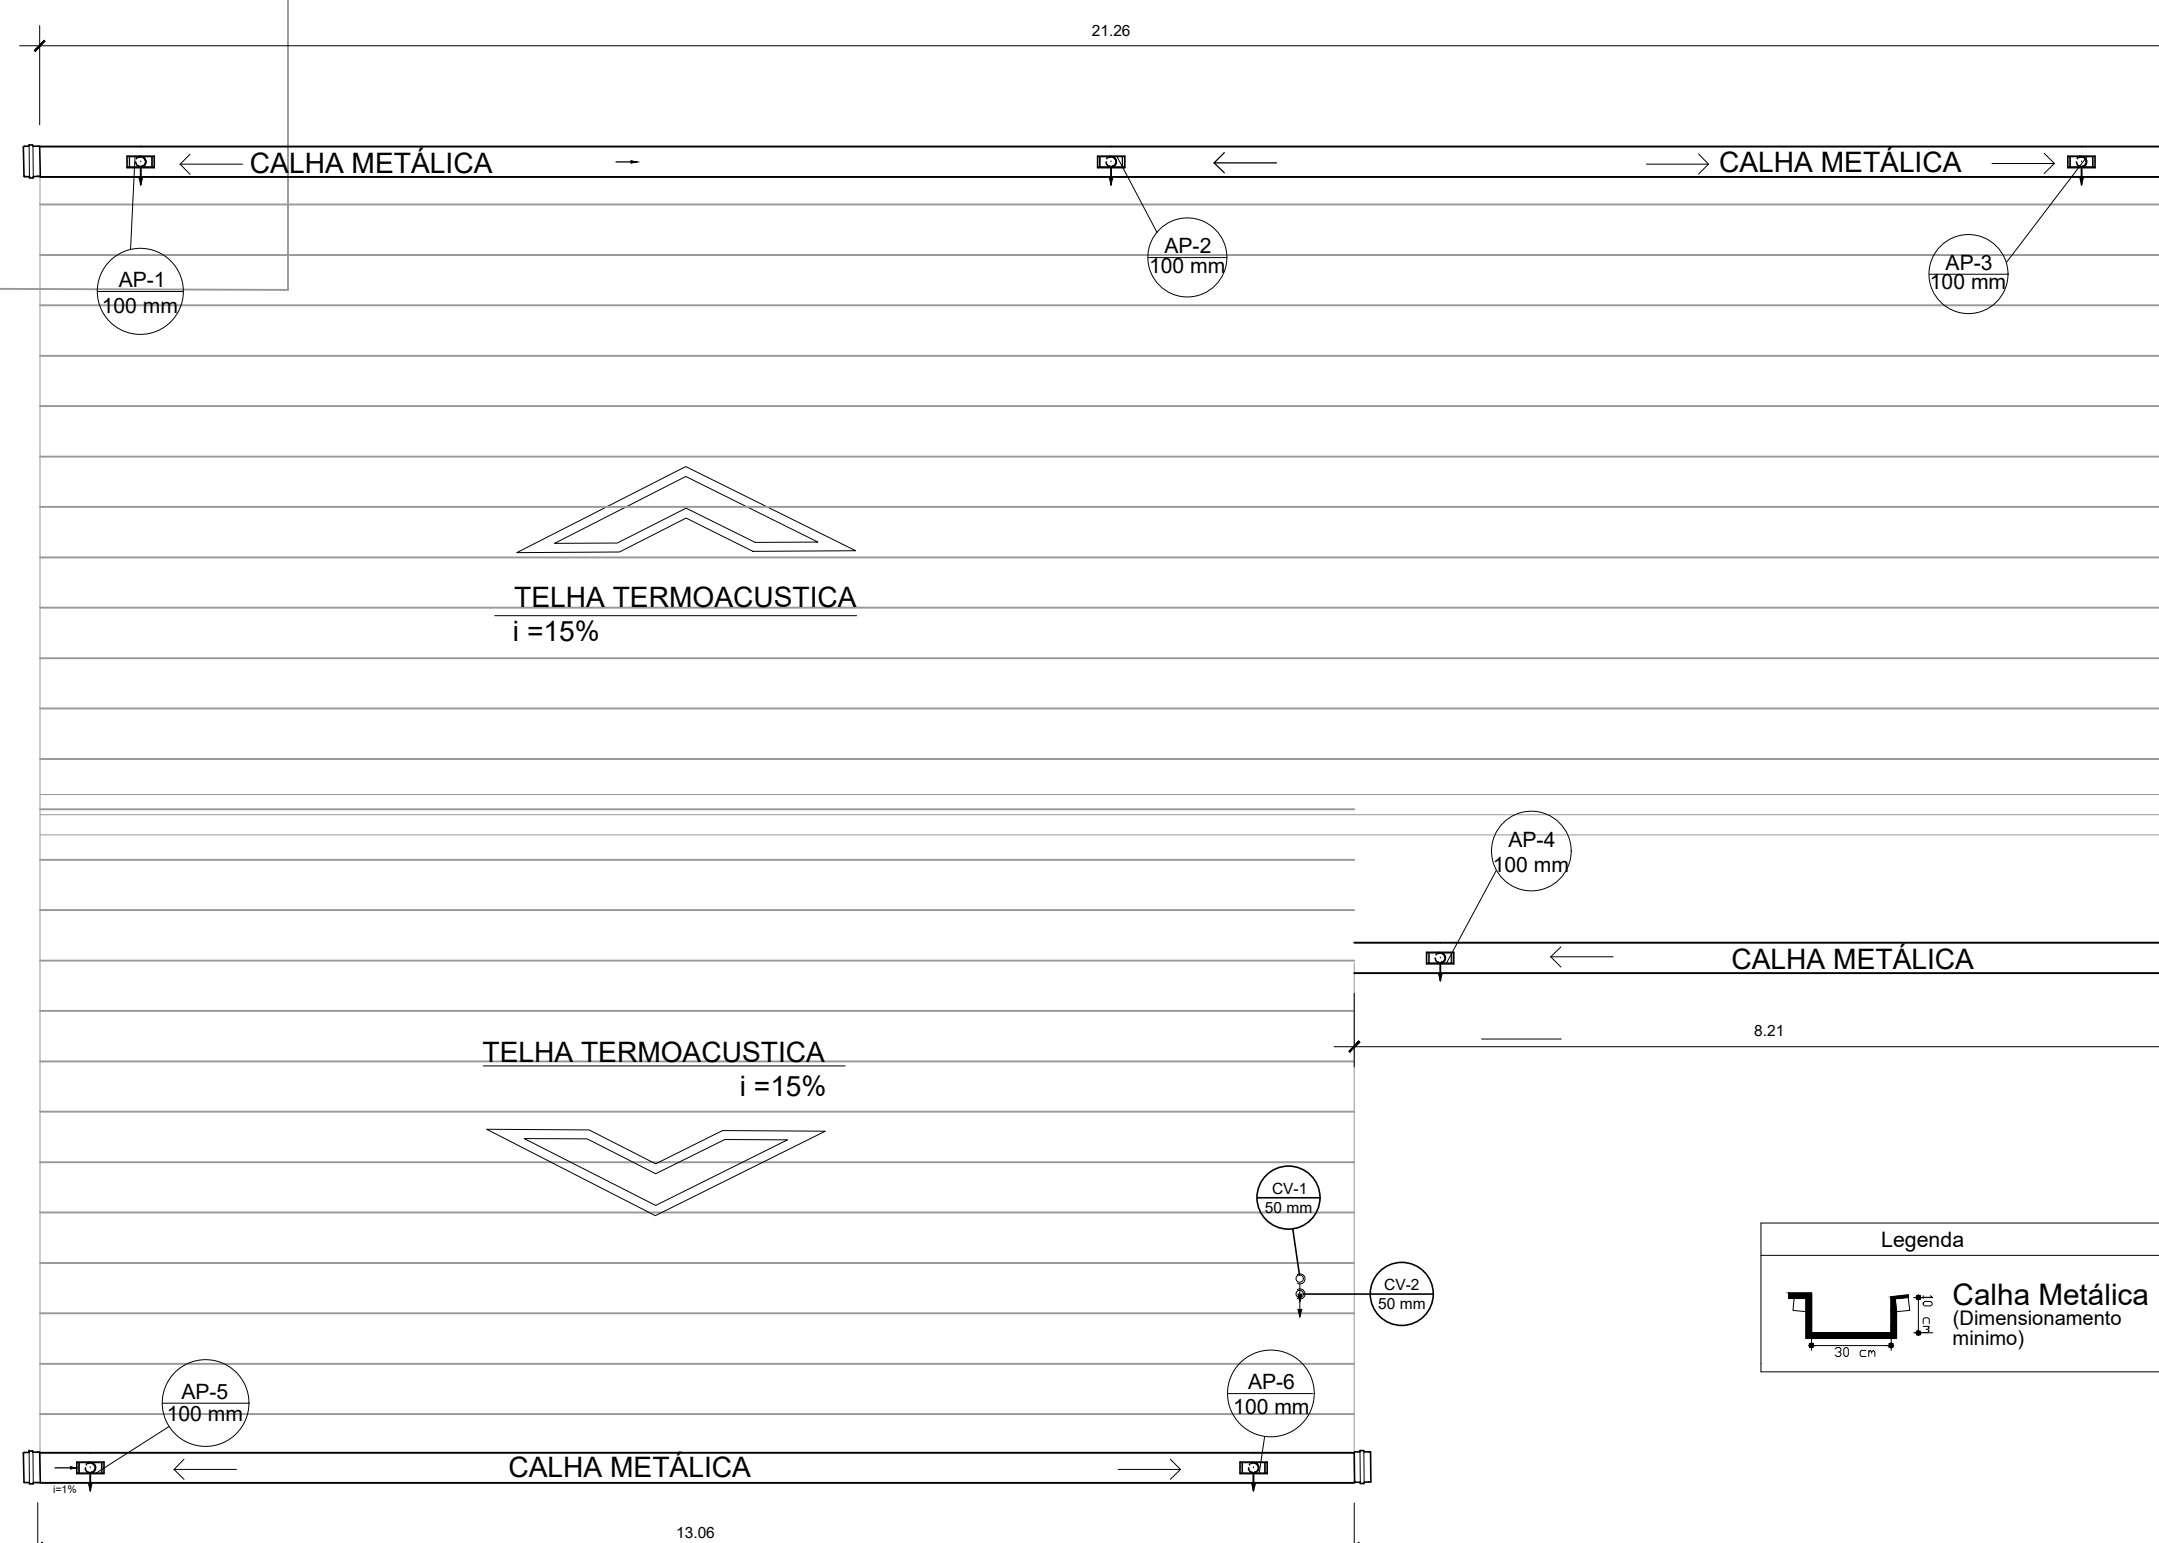 21.26
CALHA METÁLICA
CALHA METÁLICA
AP-1
100 mm
AP-2
100 mm
AP-3
100 mm
TELHA TERMOACUSTICA
i =15%
AP-4
100 mm
CALHA METÁLICA
8.21
TELHA TERMOACUSTICA
i =15%
CV-1
50 mm
CV-2
50 mm
Legenda
Calha Metálica
(Dimensionamento
minimo)
10 cm
30 cm
AP-5
100 mm
AP-6
100 mm
CALHA METÁLICA
i=1%
13.06